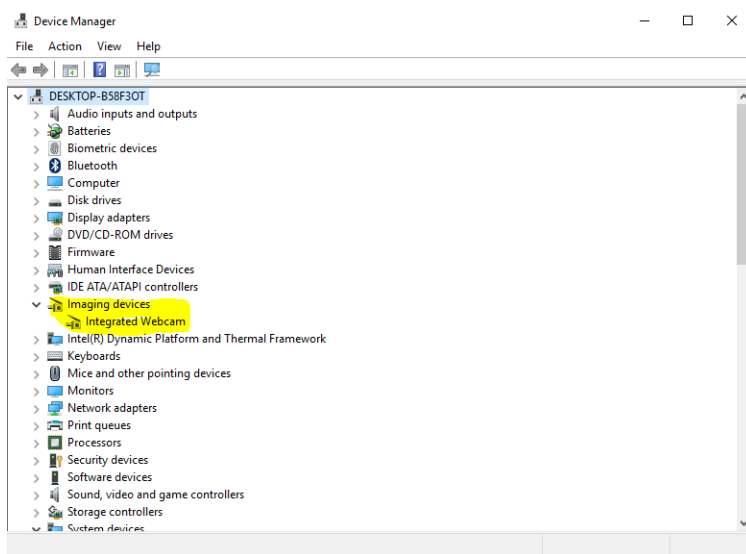 Device Manager
File Action View Help
DESKTOP-B58F3OT
Audio inputs and outputs
Batteries
Biometric devices
Bluetooth
Computer
Disk drives
Display adapters
DVD/CD-ROM drives
Firmware
Human Interface Devices
IDE ATA/ATAPI controllers
Imaging devices
Integrated Webcam
Intel(R) Dynamic Platform and Thermal Framework
Keyboards
Mice and other pointing devices
Monitors
Network adapters
Print queues
Processors
Security devices
Software devices
Sound, video and game controllers
Storage controllers
System devices